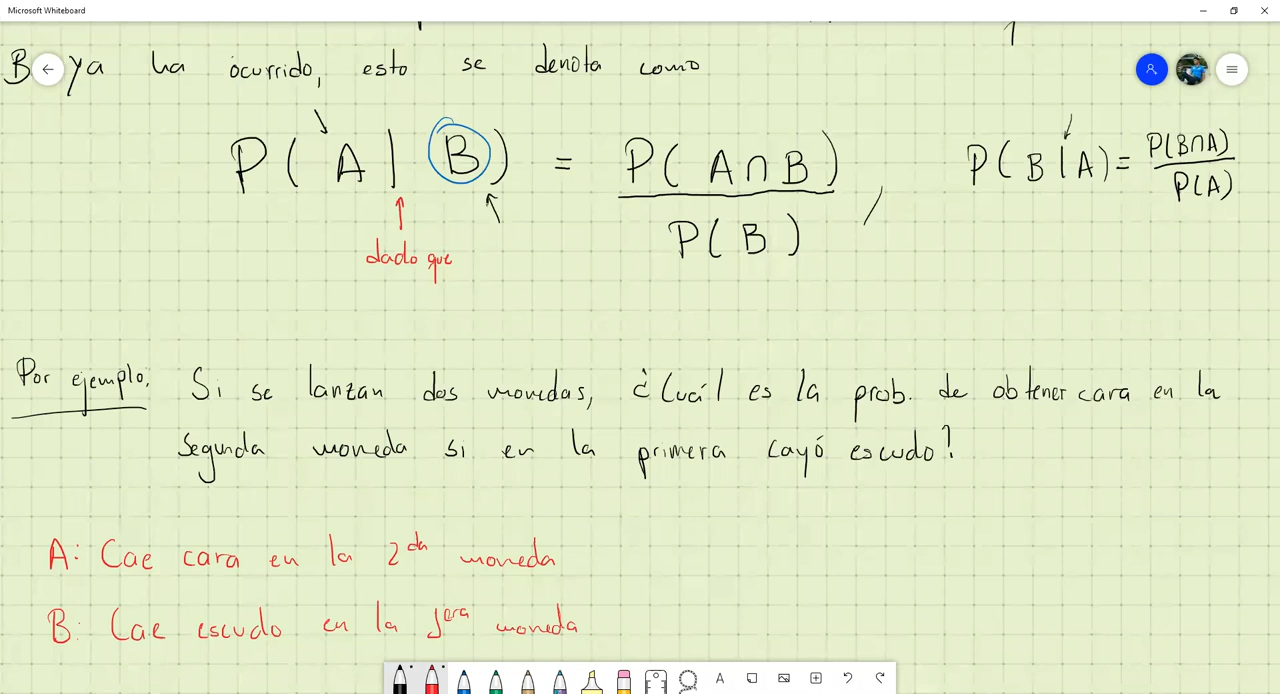 Microsoft Whiteboard
B ya ha ocurrido, esto se denota como
P( A | B ) = P( A ∩ B ) / P( B ) , P( B | A ) = P(B∩A) / P(A)
dado que
Por ejemplo. Si se lanzan dos monedas, ¿Cuál es la prob. de obtener cara en la
segunda moneda si en la primera cayó escudo?
A: Cae cara en la 2da moneda
B: Cae escudo en la 1era moneda
A